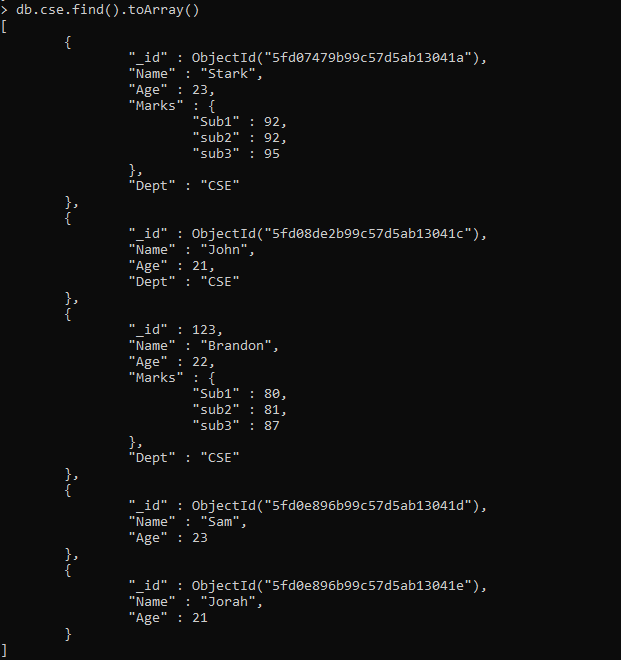 > db.cse.find().toArray()
[
        {
                "_id" : ObjectId("5fd07479b99c57d5ab13041a"),
                "Name" : "Stark",
                "Age" : 23,
                "Marks" : {
                        "Sub1" : 92,
                        "sub2" : 92,
                        "sub3" : 95
                },
                "Dept" : "CSE"
        },
        {
                "_id" : ObjectId("5fd08de2b99c57d5ab13041c"),
                "Name" : "John",
                "Age" : 21,
                "Dept" : "CSE"
        },
        {
                "_id" : 123,
                "Name" : "Brandon",
                "Age" : 22,
                "Marks" : {
                        "Sub1" : 80,
                        "sub2" : 81,
                        "sub3" : 87
                },
                "Dept" : "CSE"
        },
        {
                "_id" : ObjectId("5fd0e896b99c57d5ab13041d"),
                "Name" : "Sam",
                "Age" : 23
        },
        {
                "_id" : ObjectId("5fd0e896b99c57d5ab13041e"),
                "Name" : "Jorah",
                "Age" : 21
        }
]